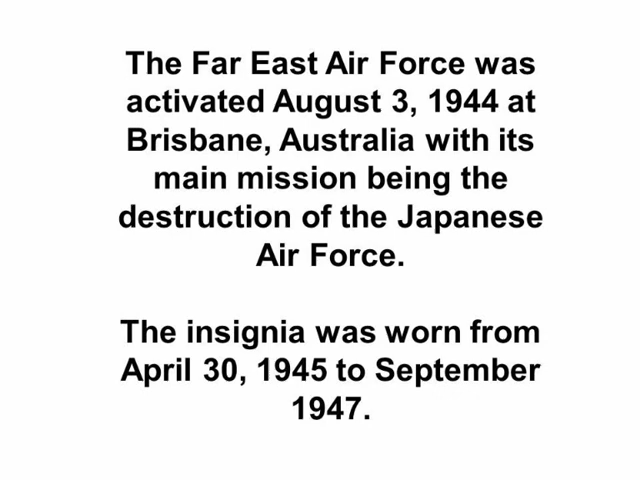 The Far East Air Force was
activated August 3, 1944 at
Brisbane, Australia with its
main mission being the
destruction of the Japanese
Air Force.
The insignia was worn from
April 30, 1945 to September
1947.